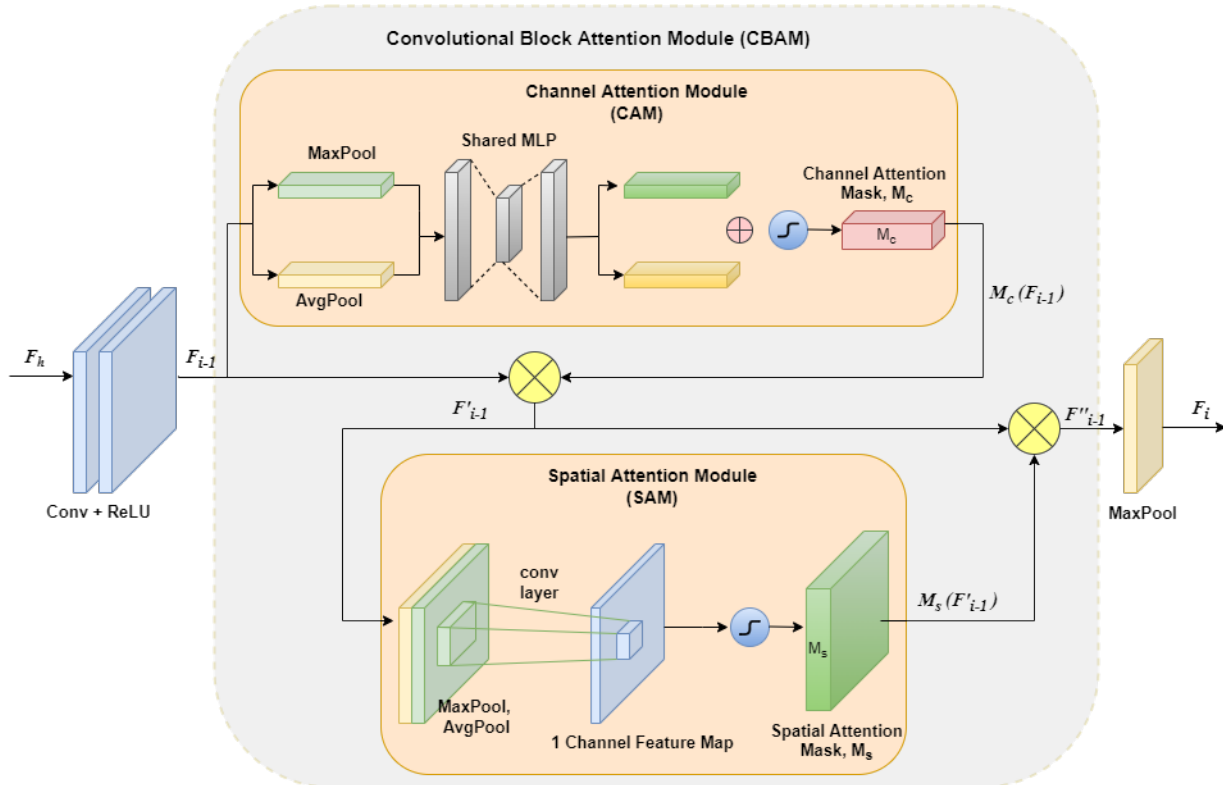 Convolutional Block Attention Module (CBAM)
Channel Attention Module
(CAM)
Shared MLP
MaxPool
Channel Attention
Mask, Mc
Mc
AvgPool
Mc (Fi-1)
Fh
Fi-1
F'i-1
F''i-1
Fi
Conv + ReLU
Spatial Attention Module
(SAM)
MaxPool
conv
layer
Ms (F'i-1)
Ms
MaxPool,
AvgPool
1 Channel Feature Map
Spatial Attention
Mask, Ms